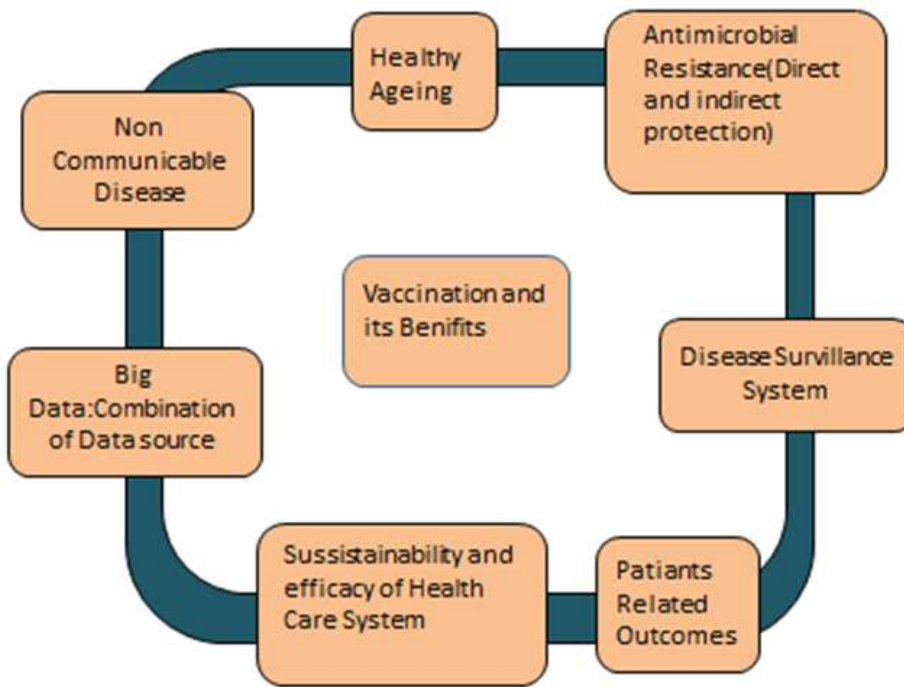 Healthy
Ageing
Antimicrobial
Resistance(Direct
and indirect
protection)
Non
Communicable
Disease
Vaccination and
its Benifits
Disease Survillance
System
Big
Data:Combination
of Data source
Sussistainability and
efficacy of Health
Care System
Patiants
Related
Outcomes